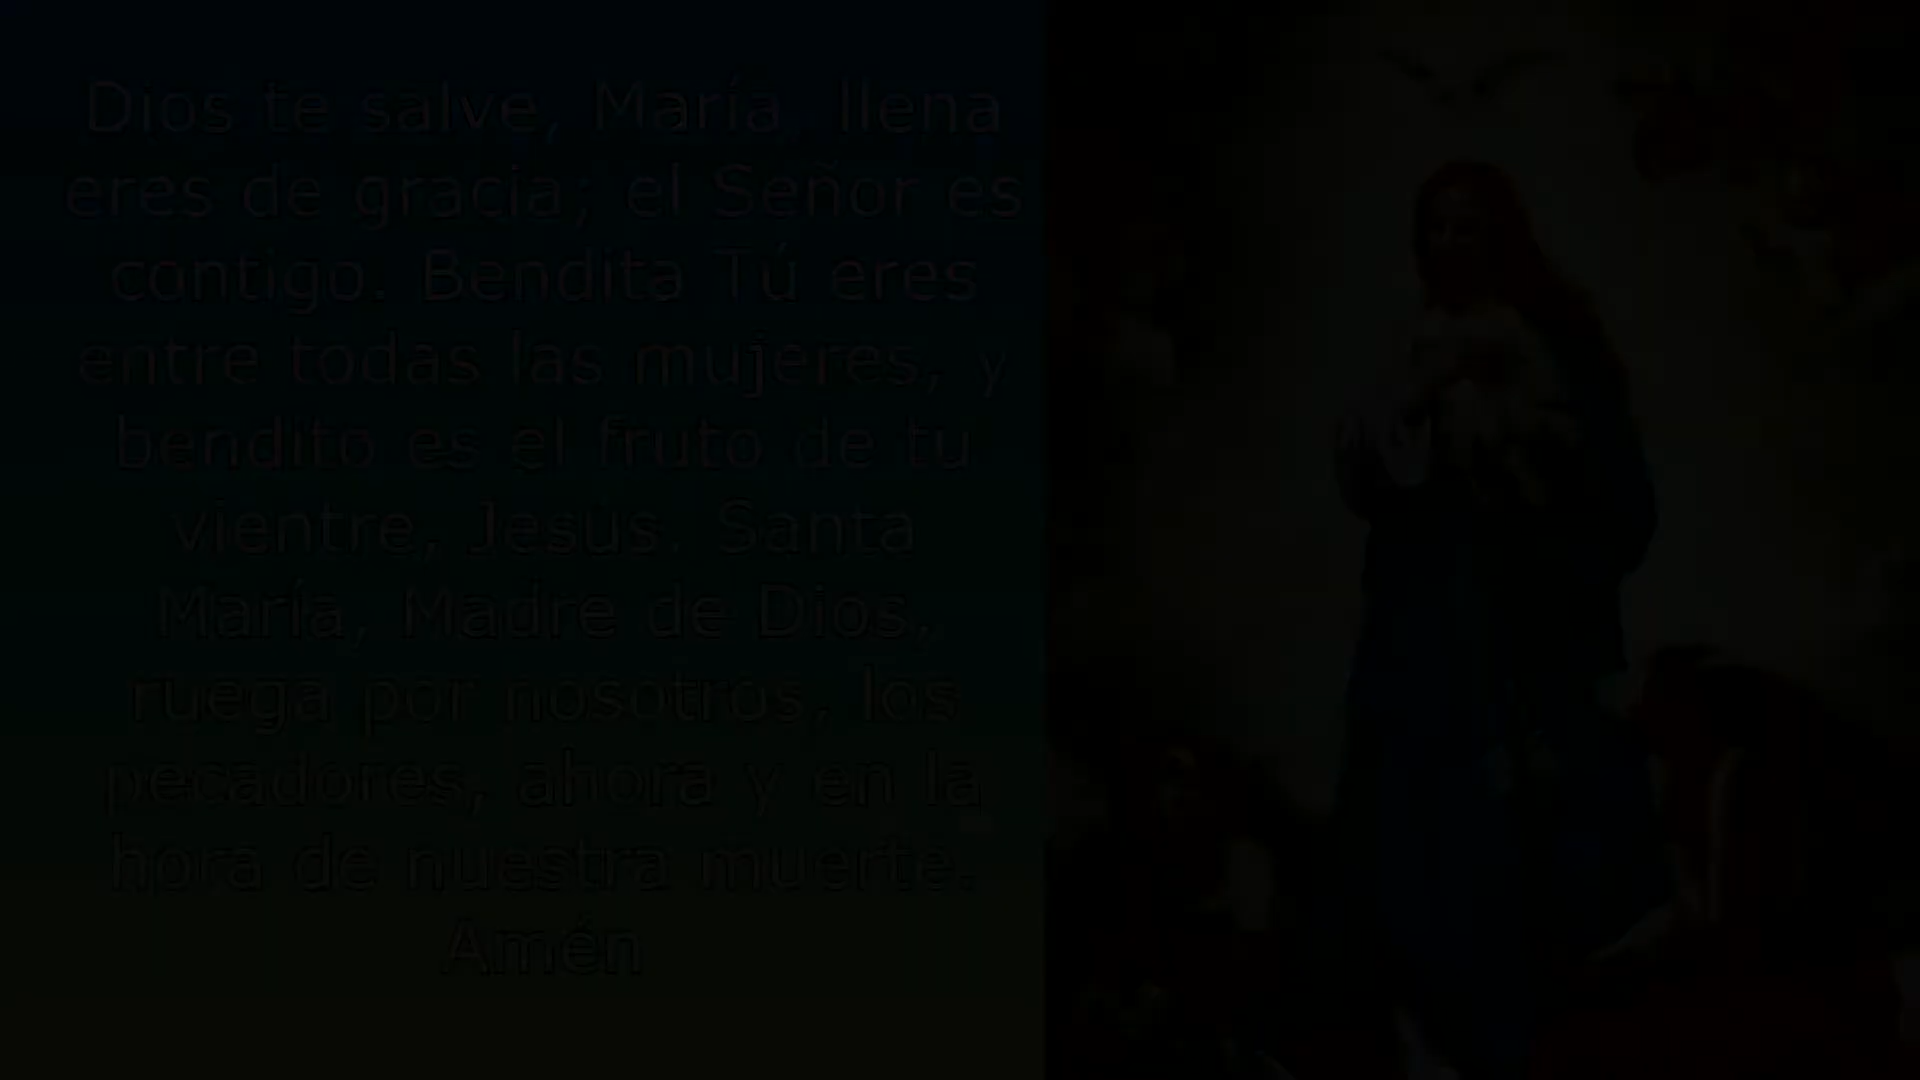 Dios te salve, María, llena
eres de gracia; el Señor es
contigo. Bendita Tú eres
entre todas las mujeres, y
bendito es el fruto de tu
vientre, Jesús. Santa
María, Madre de Dios,
ruega por nosotros, los
pecadores, ahora y en la
hora de nuestra muerte.
Amén